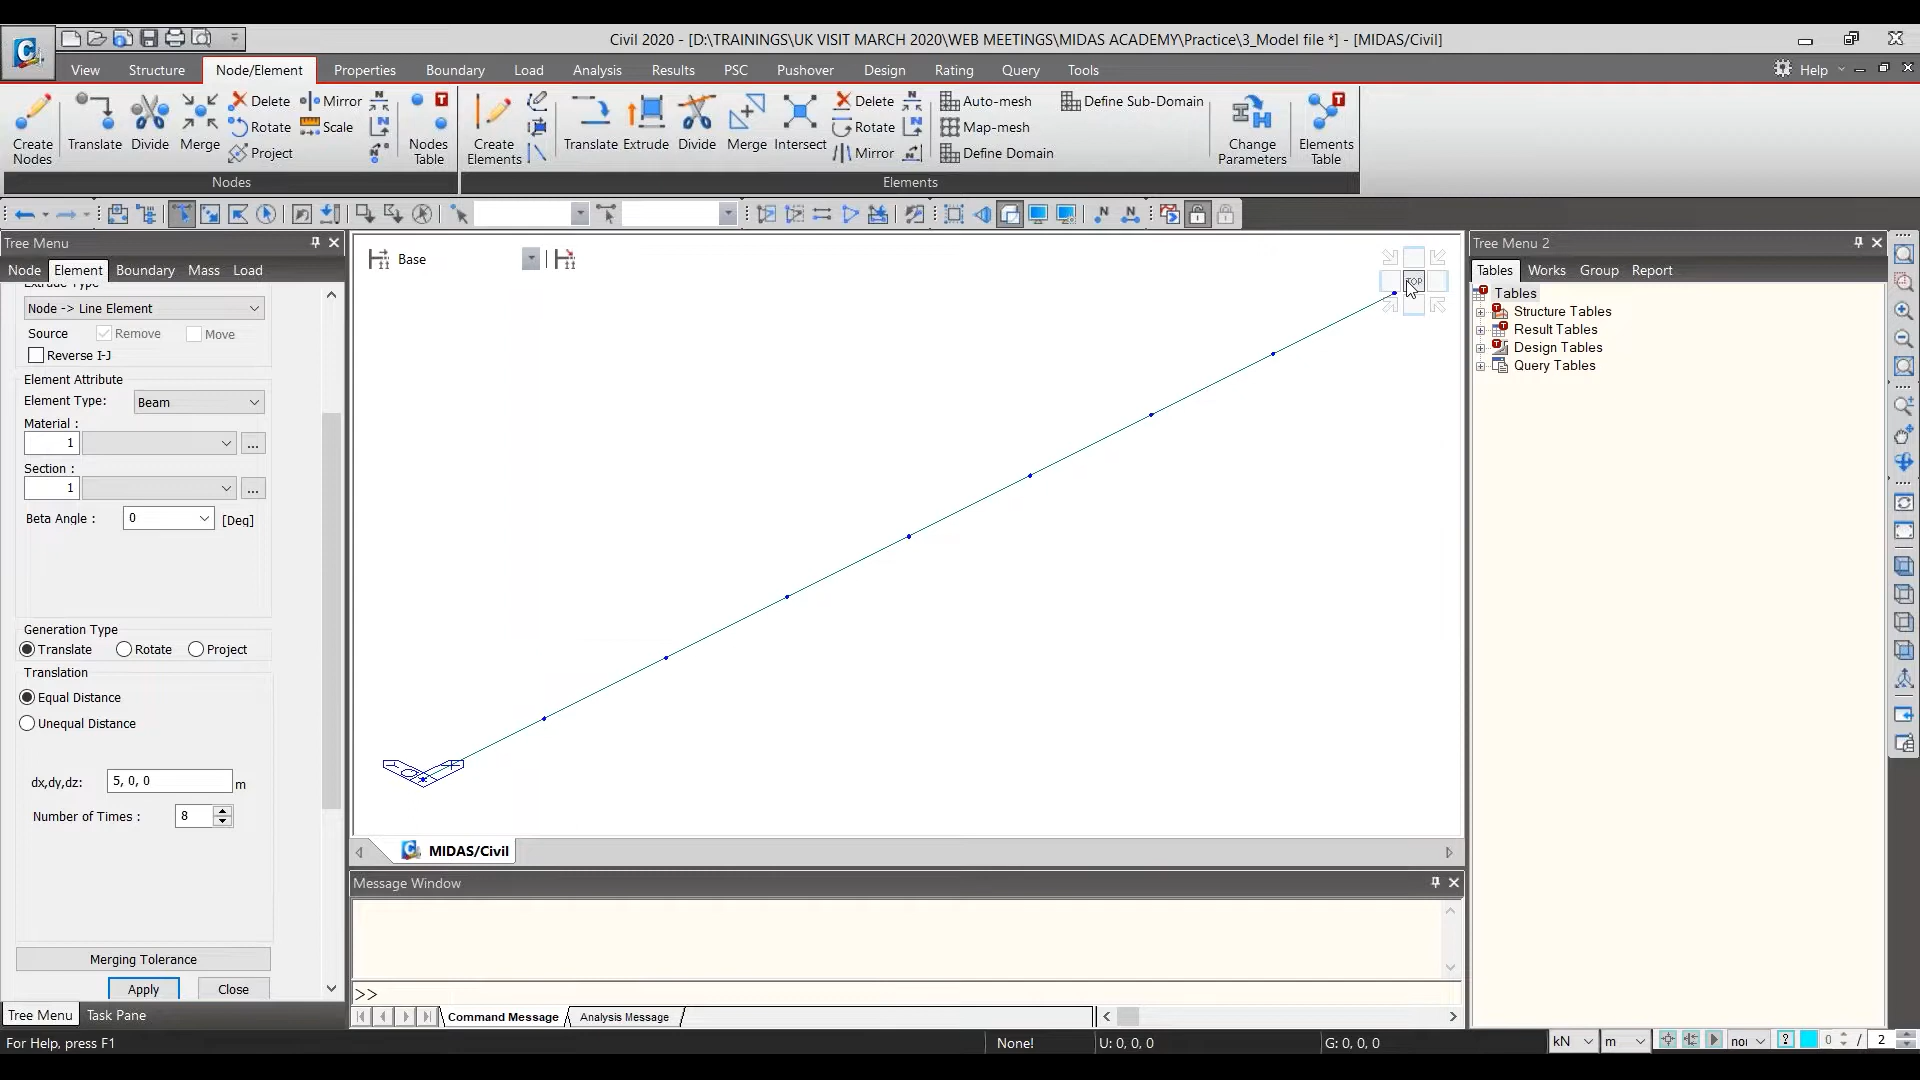 Civil 2020 - [D:\TRAININGS\UK VISIT MARCH 2020\WEB MEETINGS\MIDAS ACADEMY\Practice\3_Model file *] - [MIDAS/Civil]
View Structure Node/Element Properties Boundary Load Analysis Results PSC Pushover Design Rating Query Tools Help
Create Nodes Translate Divide Merge Delete Rotate Project Mirror Scale Nodes Table
Create Elements Translate Extrude Divide Merge Intersect Delete Rotate Mirror
Auto-mesh Map-mesh Define Domain Define Sub-Domain Change Parameters Elements Table
Nodes Elements
Tree Menu
Node Element Boundary Mass Load
Extrude Type
Node -> Line Element
Source Remove Move
Reverse I-J
Element Attribute
Element Type: Beam
Material :
1 ...
Section :
1 ...
Beta Angle : 0 [Deg]
Generation Type
Translate Rotate Project
Translation
Equal Distance
Unequal Distance
dx,dy,dz: 5, 0, 0 m
Number of Times : 8
Merging Tolerance
Apply Close
Tree Menu Task Pane
Base
TOP
MIDAS/Civil
Message Window
>>
Command Message Analysis Message
Tree Menu 2
Tables Works Group Report
Tables
Structure Tables
Result Tables
Design Tables
Query Tables
For Help, press F1 None! U: 0, 0, 0 G: 0, 0, 0 kN m nor ? 0 / 2